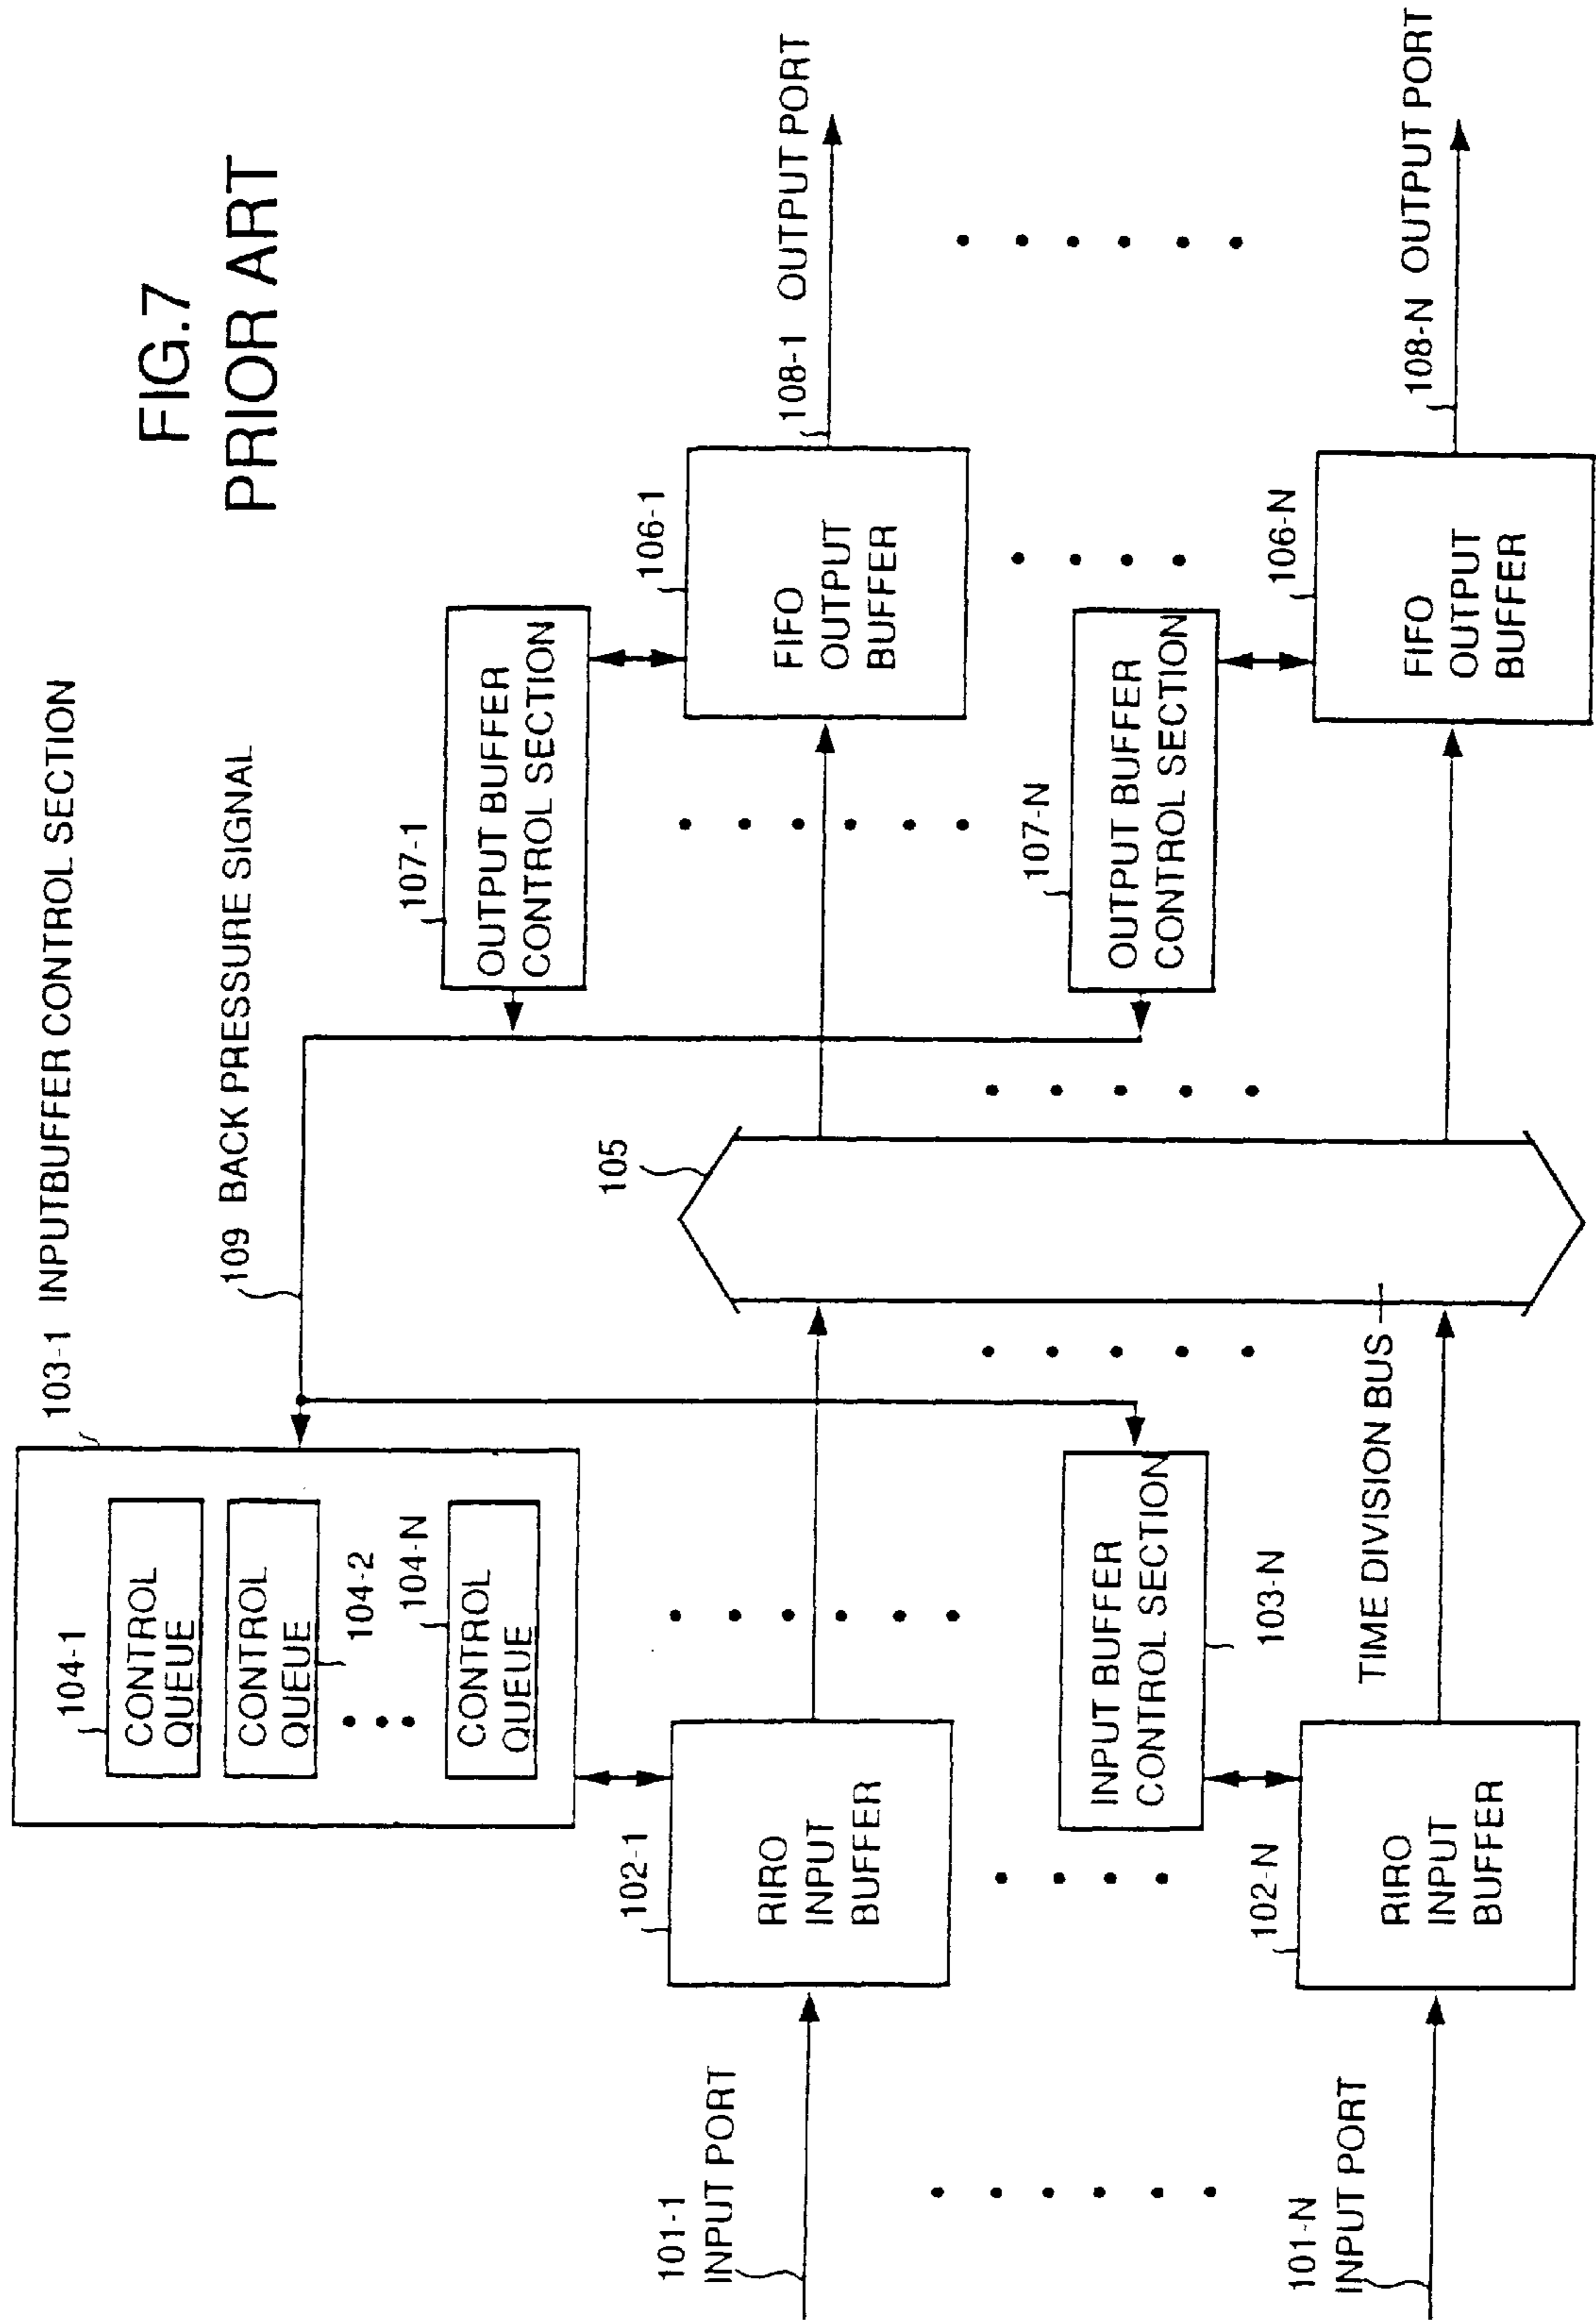 FIG.7
PRIOR ART
103-1 INPUTBUFFER CONTROL SECTION
109 BACK PRESSURE SIGNAL
104-1
CONTROL
QUEUE
CONTROL
QUEUE
104-2
104-N
CONTROL
QUEUE
107-1
OUTPUT BUFFER
CONTROL SECTION
101-1
INPUT PORT
102-1
RIRO
INPUT
BUFFER
105
106-1
FIFO
OUTPUT
BUFFER
108-1 OUTPUT PORT
INPUT BUFFER
CONTROL SECTION
103-N
107-N
OUTPUT BUFFER
CONTROL SECTION
101-N
INPUT PORT
102-N
RIRO
INPUT
BUFFER
TIME DIVISION BUS
106-N
FIFO
OUTPUT
BUFFER
108-N OUTPUT PORT